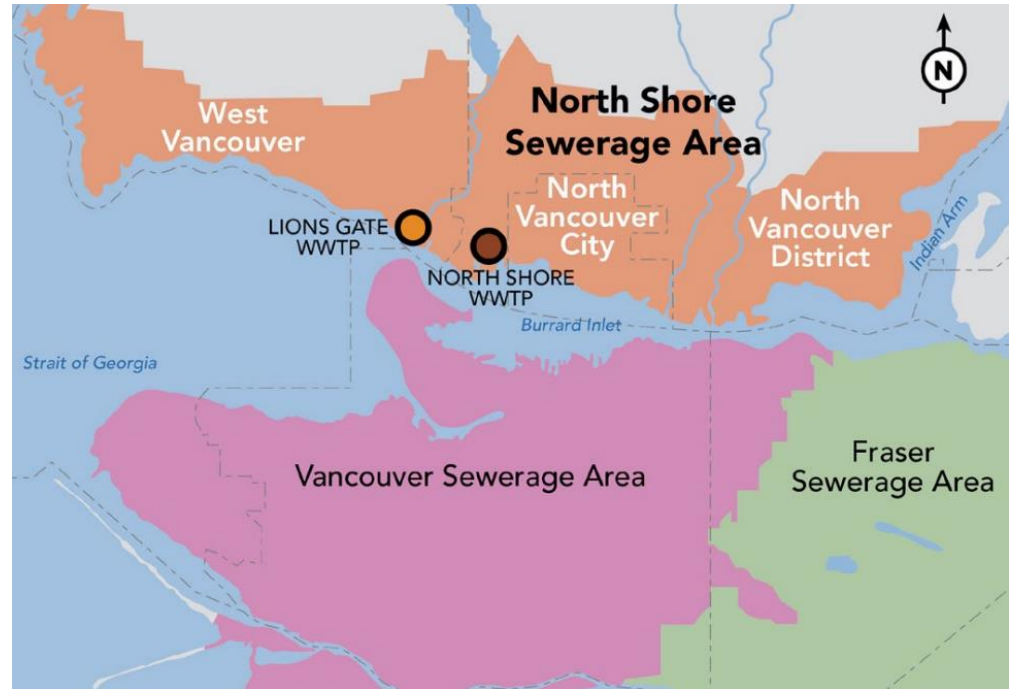 N
North Shore
Sewerage Area
West
Vancouver
North
Vancouver
City
North
Vancouver
District
Indian Arm
LIONS GATE
WWTP
NORTH SHORE
WWTP
Burrard Inlet
Strait of Georgia
Vancouver Sewerage Area
Fraser
Sewerage Area